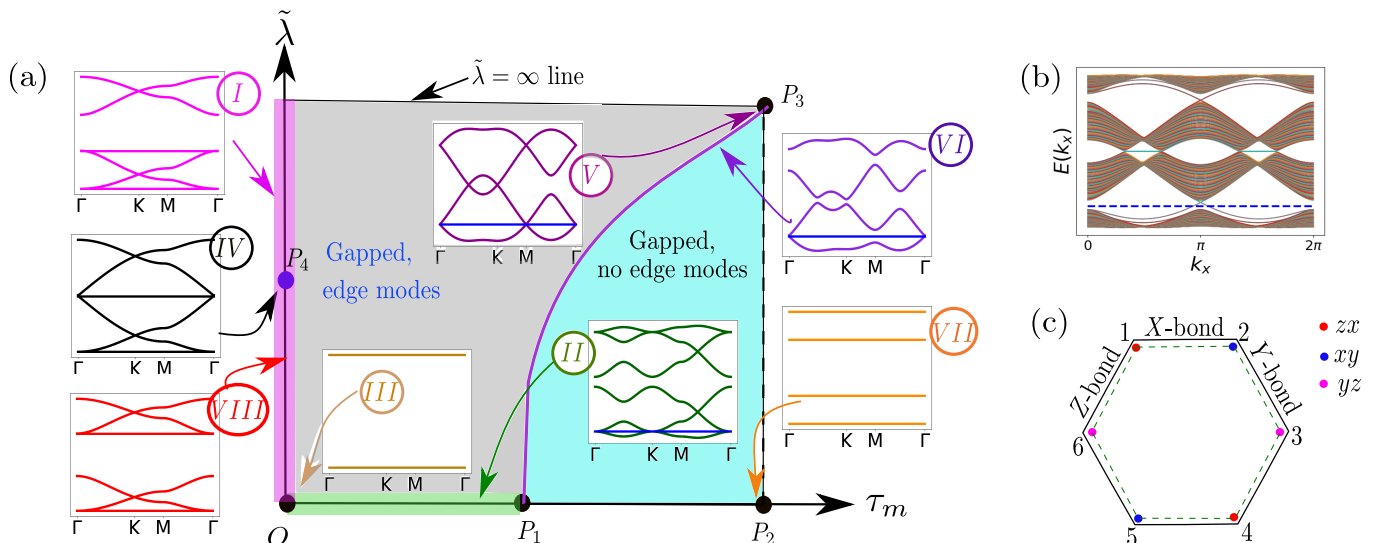 (a)
λ̃
λ̃ = ∞ line
P3
I
Γ K M Γ
IV
Γ K M Γ
VIII
Γ K M Γ
P4
Gapped,
edge modes
V
Γ K M Γ
III
Γ K M Γ
II
Γ K M Γ
Gapped,
no edge modes
VI
Γ K M Γ
VII
Γ K M Γ
O
P1
P2
τm
(b)
E(kx)
0 π 2π
kx
(c)
1 X-bond 2
Z-bond
Y-bond
6
3
5
4
zx
xy
yz